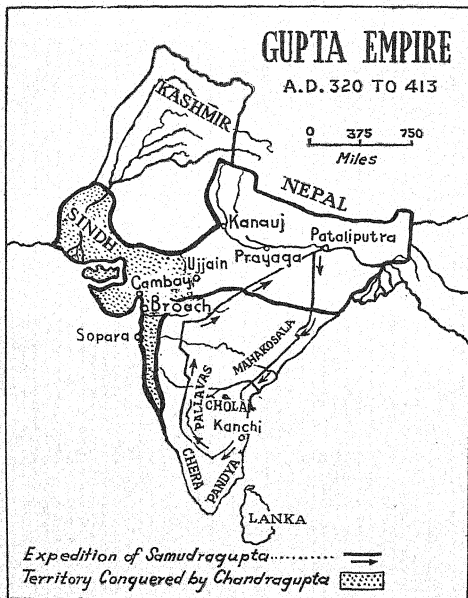 GUPTA EMPIRE
A.D. 320 TO 413
0 375 750
Miles
KASHMIR
NEPAL
SINDH
Kanauj
Pataliputra
Prayaga
Ujjain
Cambay
Broach
Sopara
MAHAKOSALA
PALLAVAS
CHOLA
Kanchi
CHERA
PANDYA
LANKA
Expedition of Samudragupta..........
Territory Conquered by Chandragupta